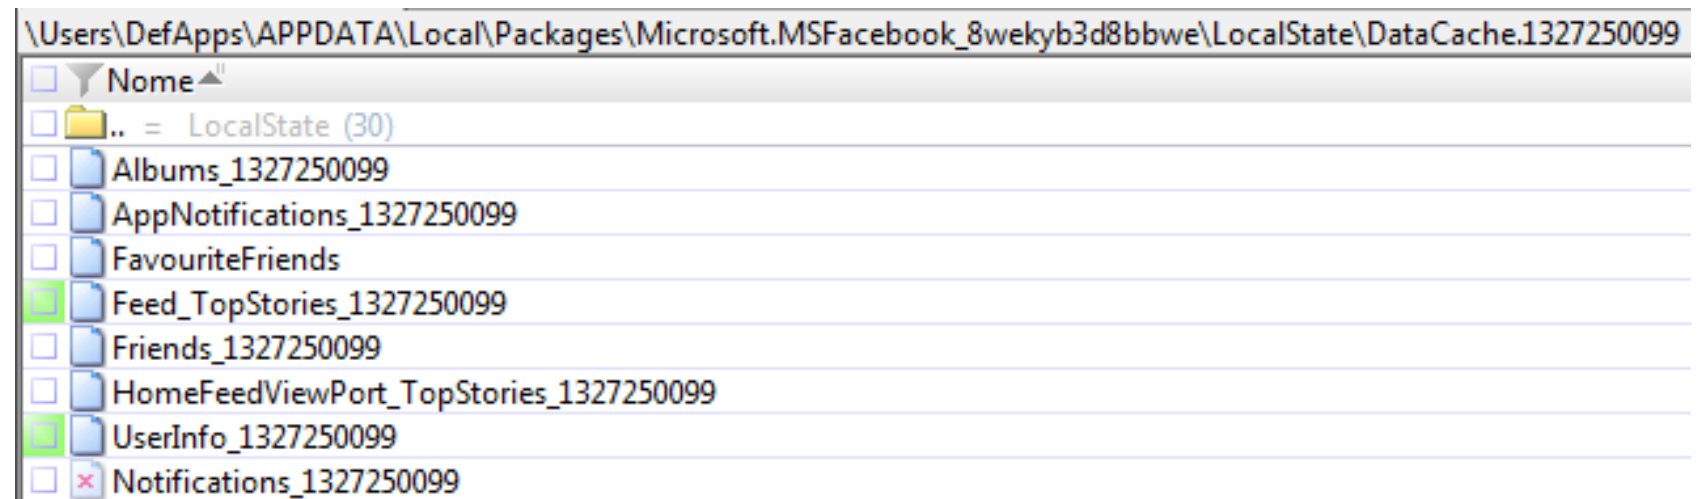 \Users\DefApps\APPDATA\Local\Packages\Microsoft.MSFacebook_8wekyb3d8bbwe\LocalState\DataCache.1327250099
Nome
.. = LocalState (30)
Albums_1327250099
AppNotifications_1327250099
FavouriteFriends
Feed_TopStories_1327250099
Friends_1327250099
HomeFeedViewPort_TopStories_1327250099
UserInfo_1327250099
Notifications_1327250099